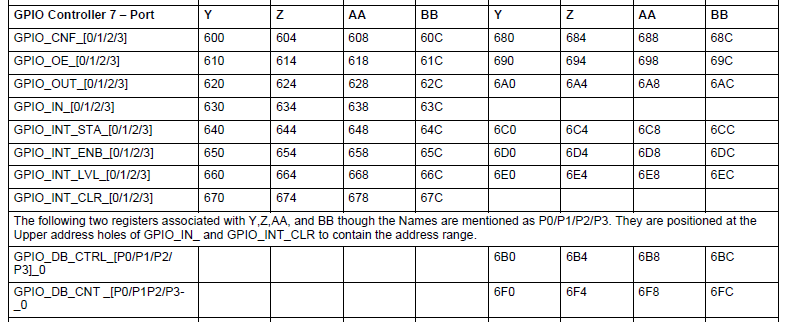 GPIO Controller 7 – Port Y Z AA BB Y Z AA BB
GPIO_CNF_[0/1/2/3] 600 604 608 60C 680 684 688 68C
GPIO_OE_[0/1/2/3] 610 614 618 61C 690 694 698 69C
GPIO_OUT_[0/1/2/3] 620 624 628 62C 6A0 6A4 6A8 6AC
GPIO_IN_[0/1/2/3] 630 634 638 63C
GPIO_INT_STA_[0/1/2/3] 640 644 648 64C 6C0 6C4 6C8 6CC
GPIO_INT_ENB_[0/1/2/3] 650 654 658 65C 6D0 6D4 6D8 6DC
GPIO_INT_LVL_[0/1/2/3] 660 664 668 66C 6E0 6E4 6E8 6EC
GPIO_INT_CLR_[0/1/2/3] 670 674 678 67C
The following two registers associated with Y,Z,AA, and BB though the Names are mentioned as P0/P1/P2/P3. They are positioned at the
Upper address holes of GPIO_IN_ and GPIO_INT_CLR to contain the address range.
GPIO_DB_CTRL_[P0/P1/P2/ 6B0 6B4 6B8 6BC
P3]_0
GPIO_DB_CNT _[P0/P1P2/P3- 6F0 6F4 6F8 6FC
_0